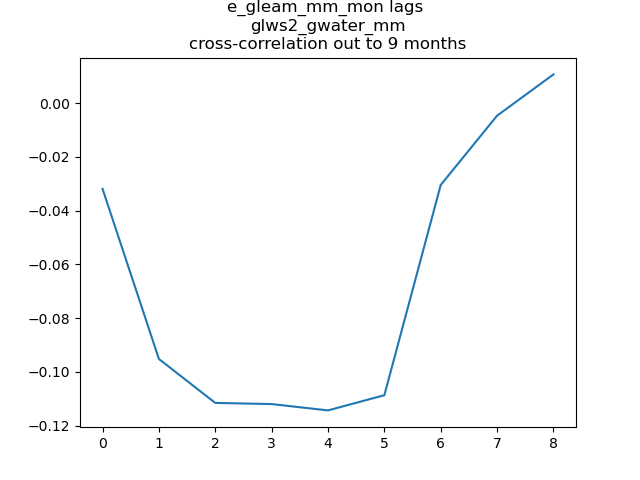 e_gleam_mm_mon lags
glws2_gwater_mm
cross-correlation out to 9 months
0.00
−0.02
−0.04
−0.06
−0.08
−0.10
−0.12
0 1 2 3 4 5 6 7 8